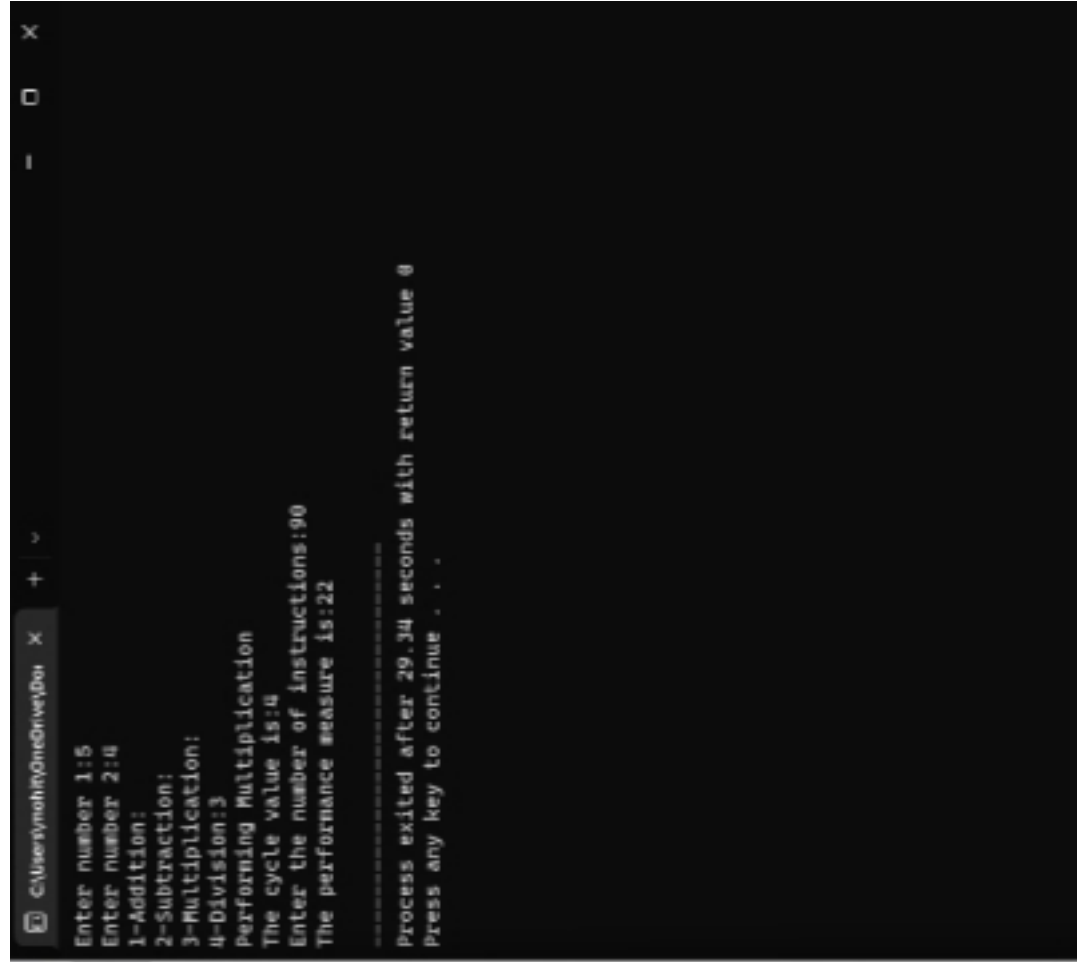 C:\Users\mohit\OneDrive\Doc
Enter number 1:5
Enter number 2:4
1-Addition:
2-Subtraction:
3-Multiplication:
4-Division:3
Performing Multiplication
The cycle value is:4
Enter the number of instructions:90
The performance measure is:22
--------------------------------
Process exited after 29.34 seconds with return value 0
Press any key to continue . . .